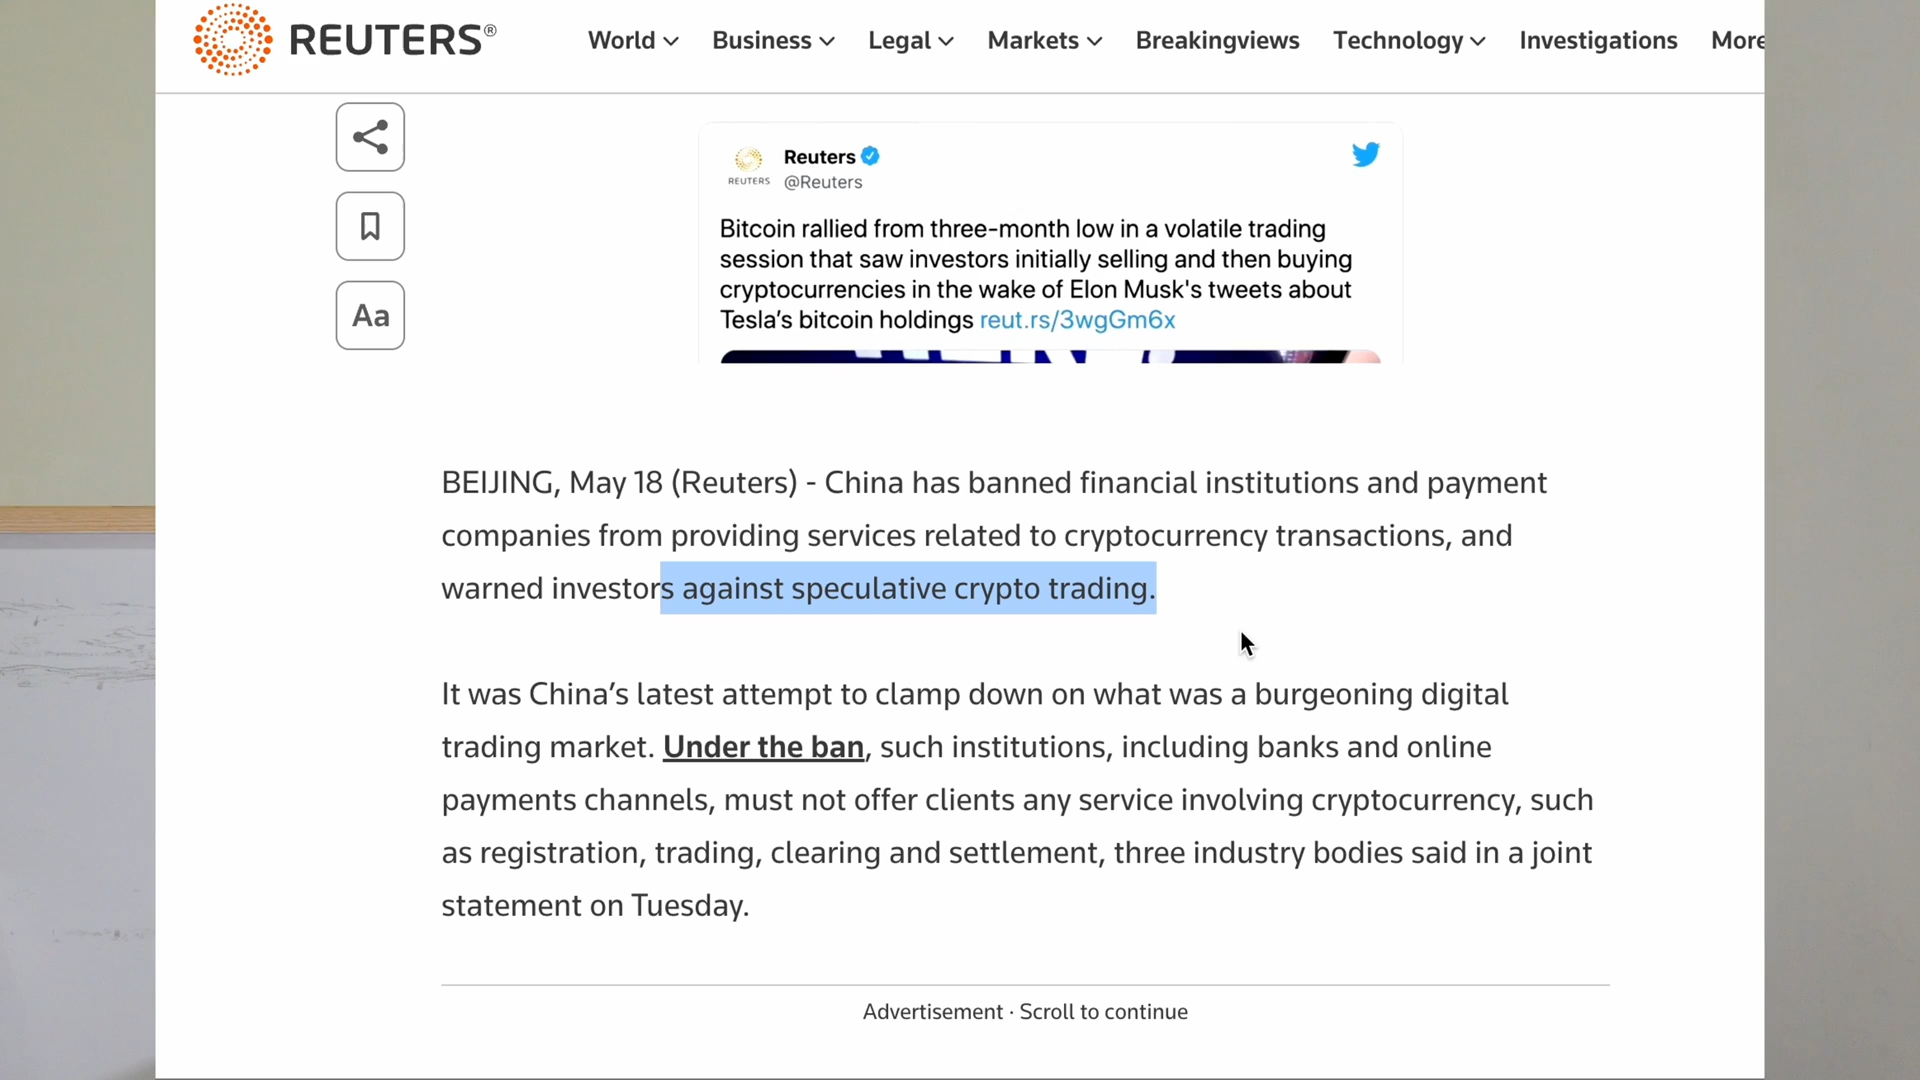 REUTERS®
World
Business
Legal
Markets
Breakingviews
Technology
Investigations
More
Aa
REUTERS
Reuters
@Reuters
Bitcoin rallied from three-month low in a volatile trading
session that saw investors initially selling and then buying
cryptocurrencies in the wake of Elon Musk's tweets about
Tesla's bitcoin holdings reut.rs/3wgGm6x
BEIJING, May 18 (Reuters) - China has banned financial institutions and payment
companies from providing services related to cryptocurrency transactions, and
warned investors against speculative crypto trading.
It was China’s latest attempt to clamp down on what was a burgeoning digital
trading market. Under the ban, such institutions, including banks and online
payments channels, must not offer clients any service involving cryptocurrency, such
as registration, trading, clearing and settlement, three industry bodies said in a joint
statement on Tuesday.
Advertisement · Scroll to continue